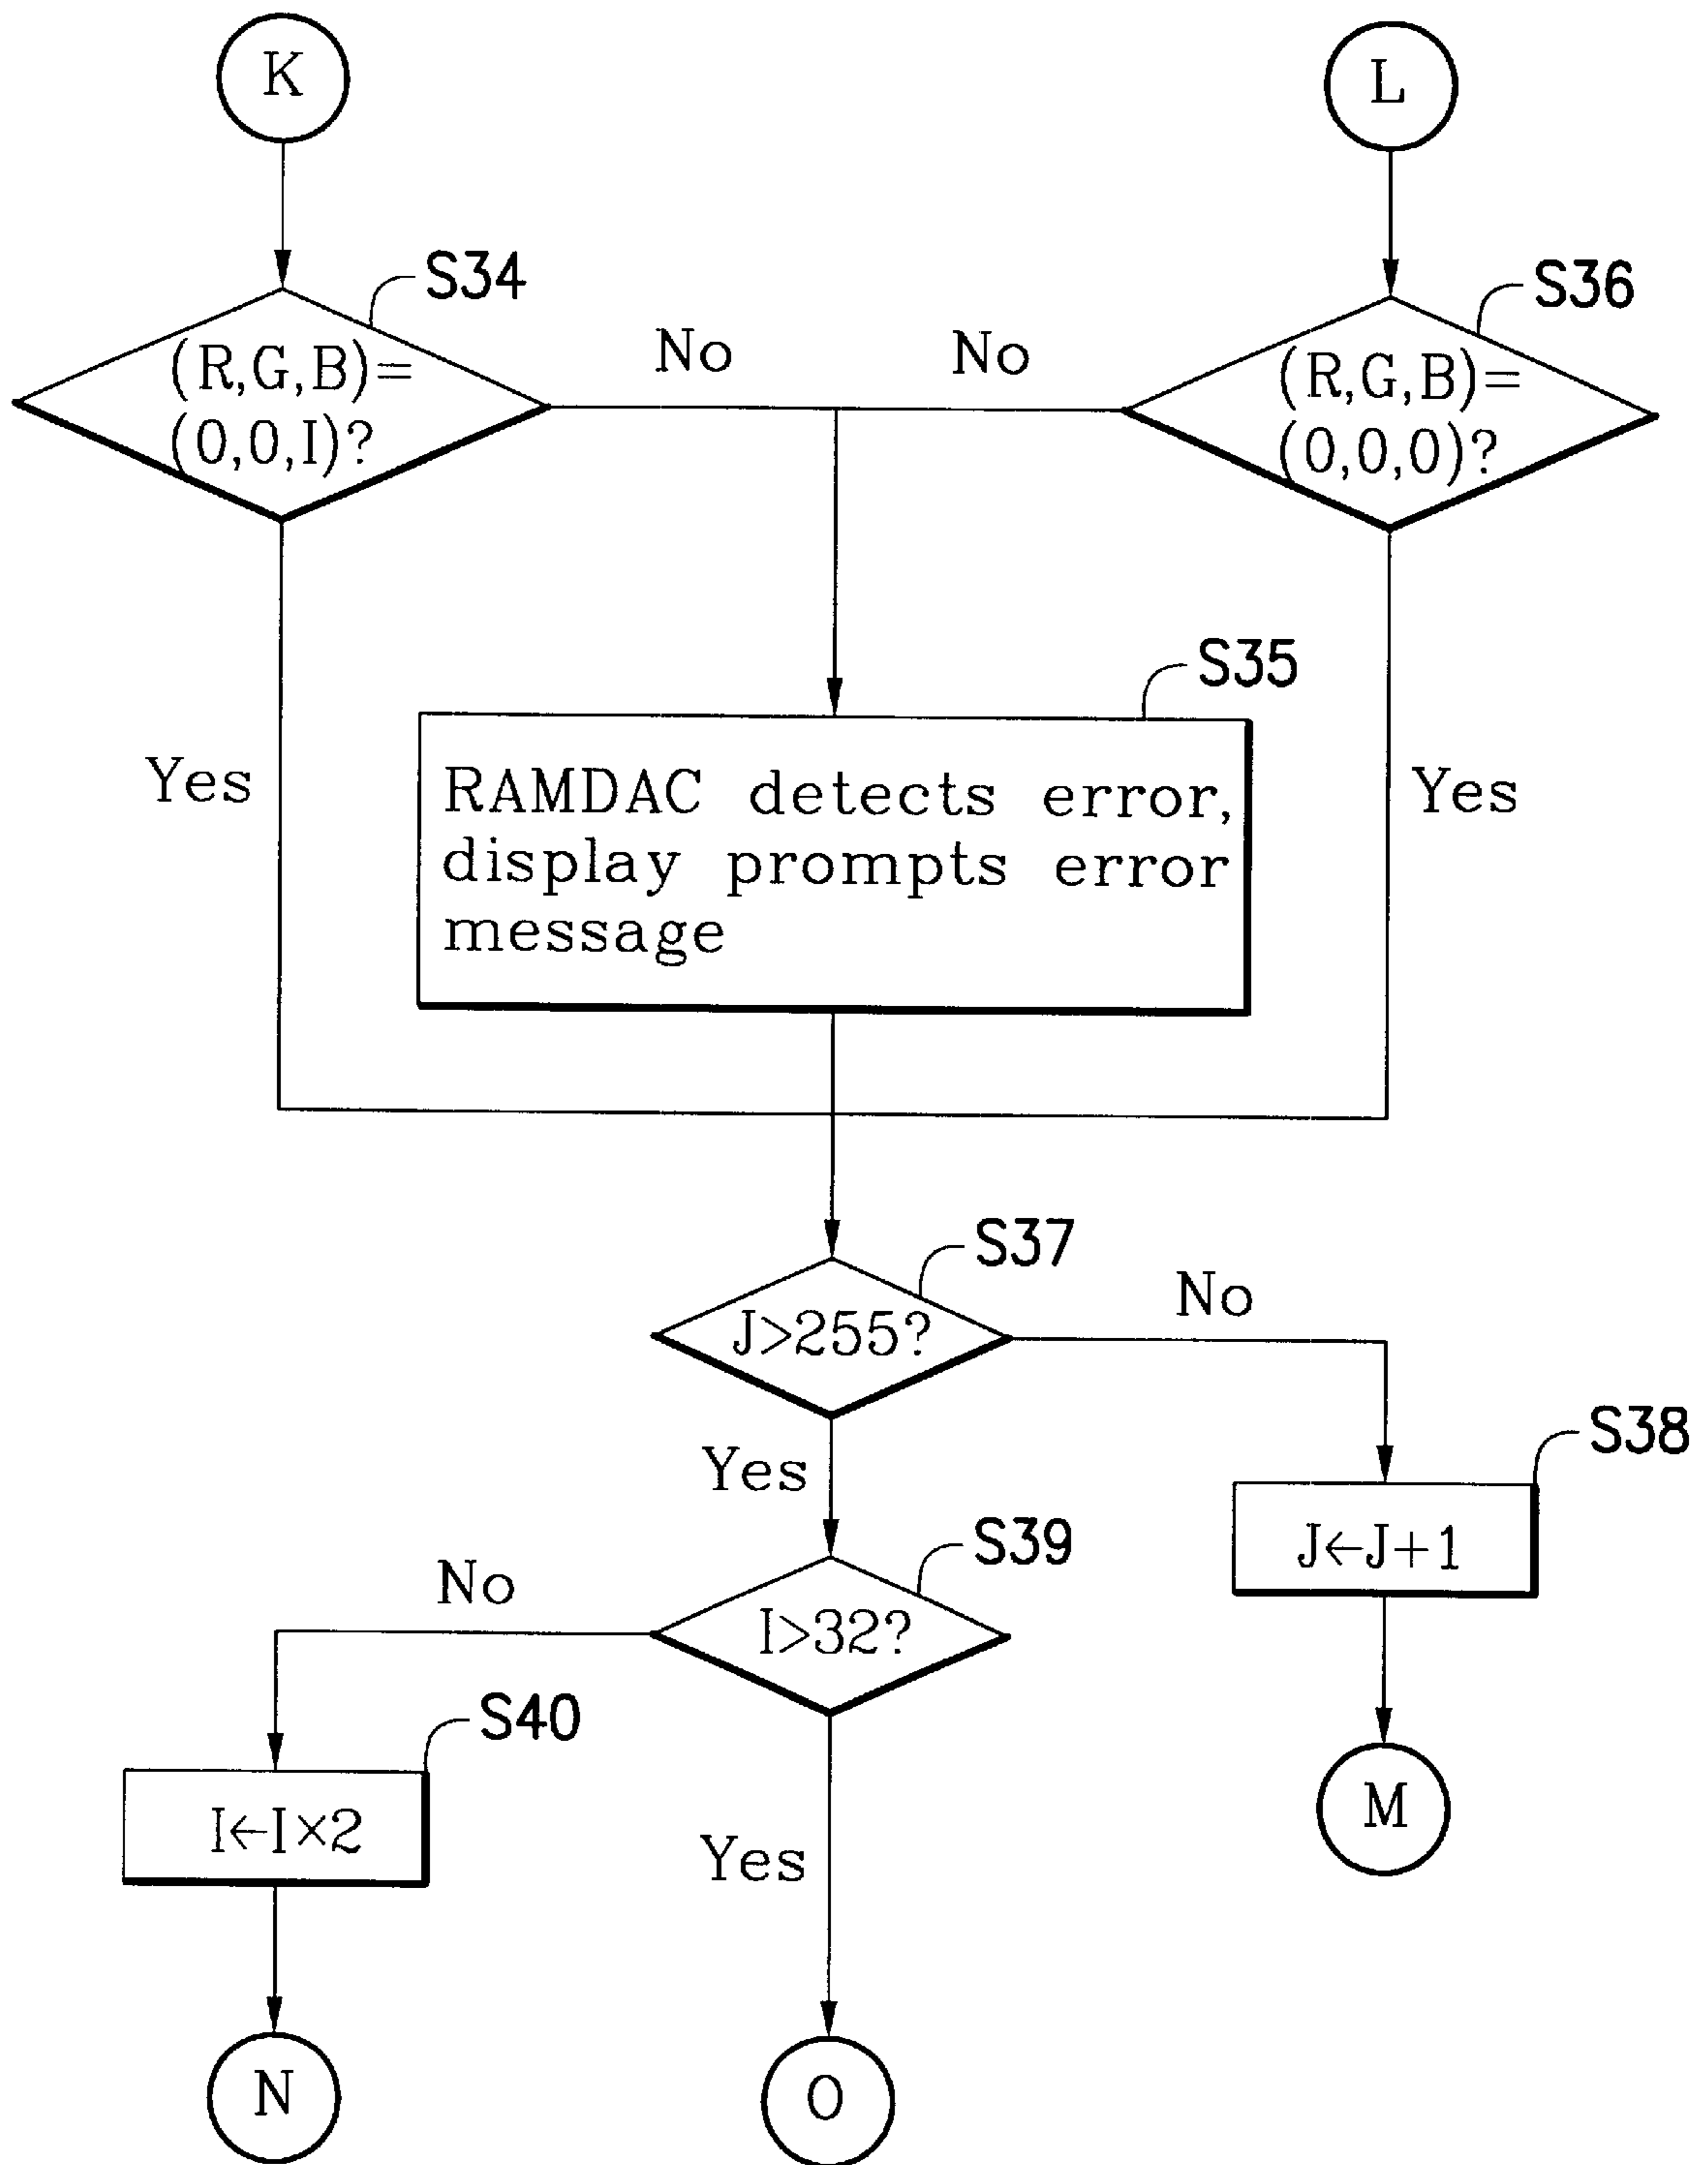 K
L
S34
S36
(R,G,B)=
(0,0,I)?
No
No
(R,G,B)=
(0,0,0)?
S35
Yes
RAMDAC detects error,
display prompts error
message
Yes
S37
J>255?
No
Yes
S38
J←J+1
S39
No
I>32?
S40
I←I×2
Yes
M
N
O